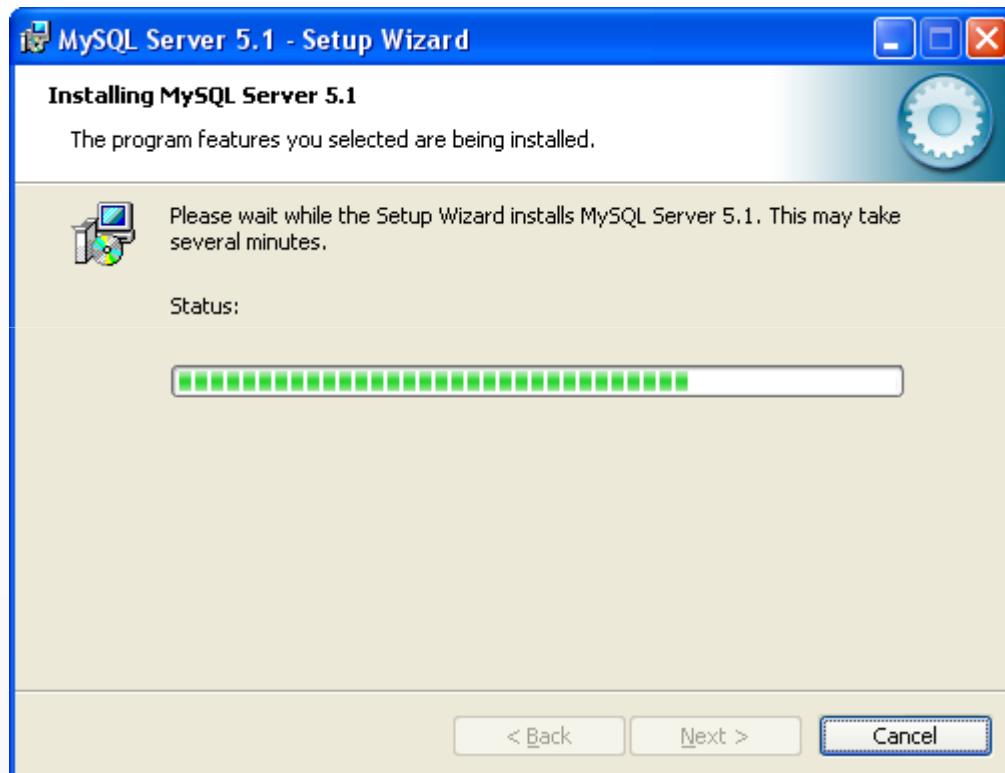 MySQL Server 5.1 - Setup Wizard
Installing MySQL Server 5.1
The program features you selected are being installed.
Please wait while the Setup Wizard installs MySQL Server 5.1. This may take
several minutes.
Status:
< Back
Next >
Cancel